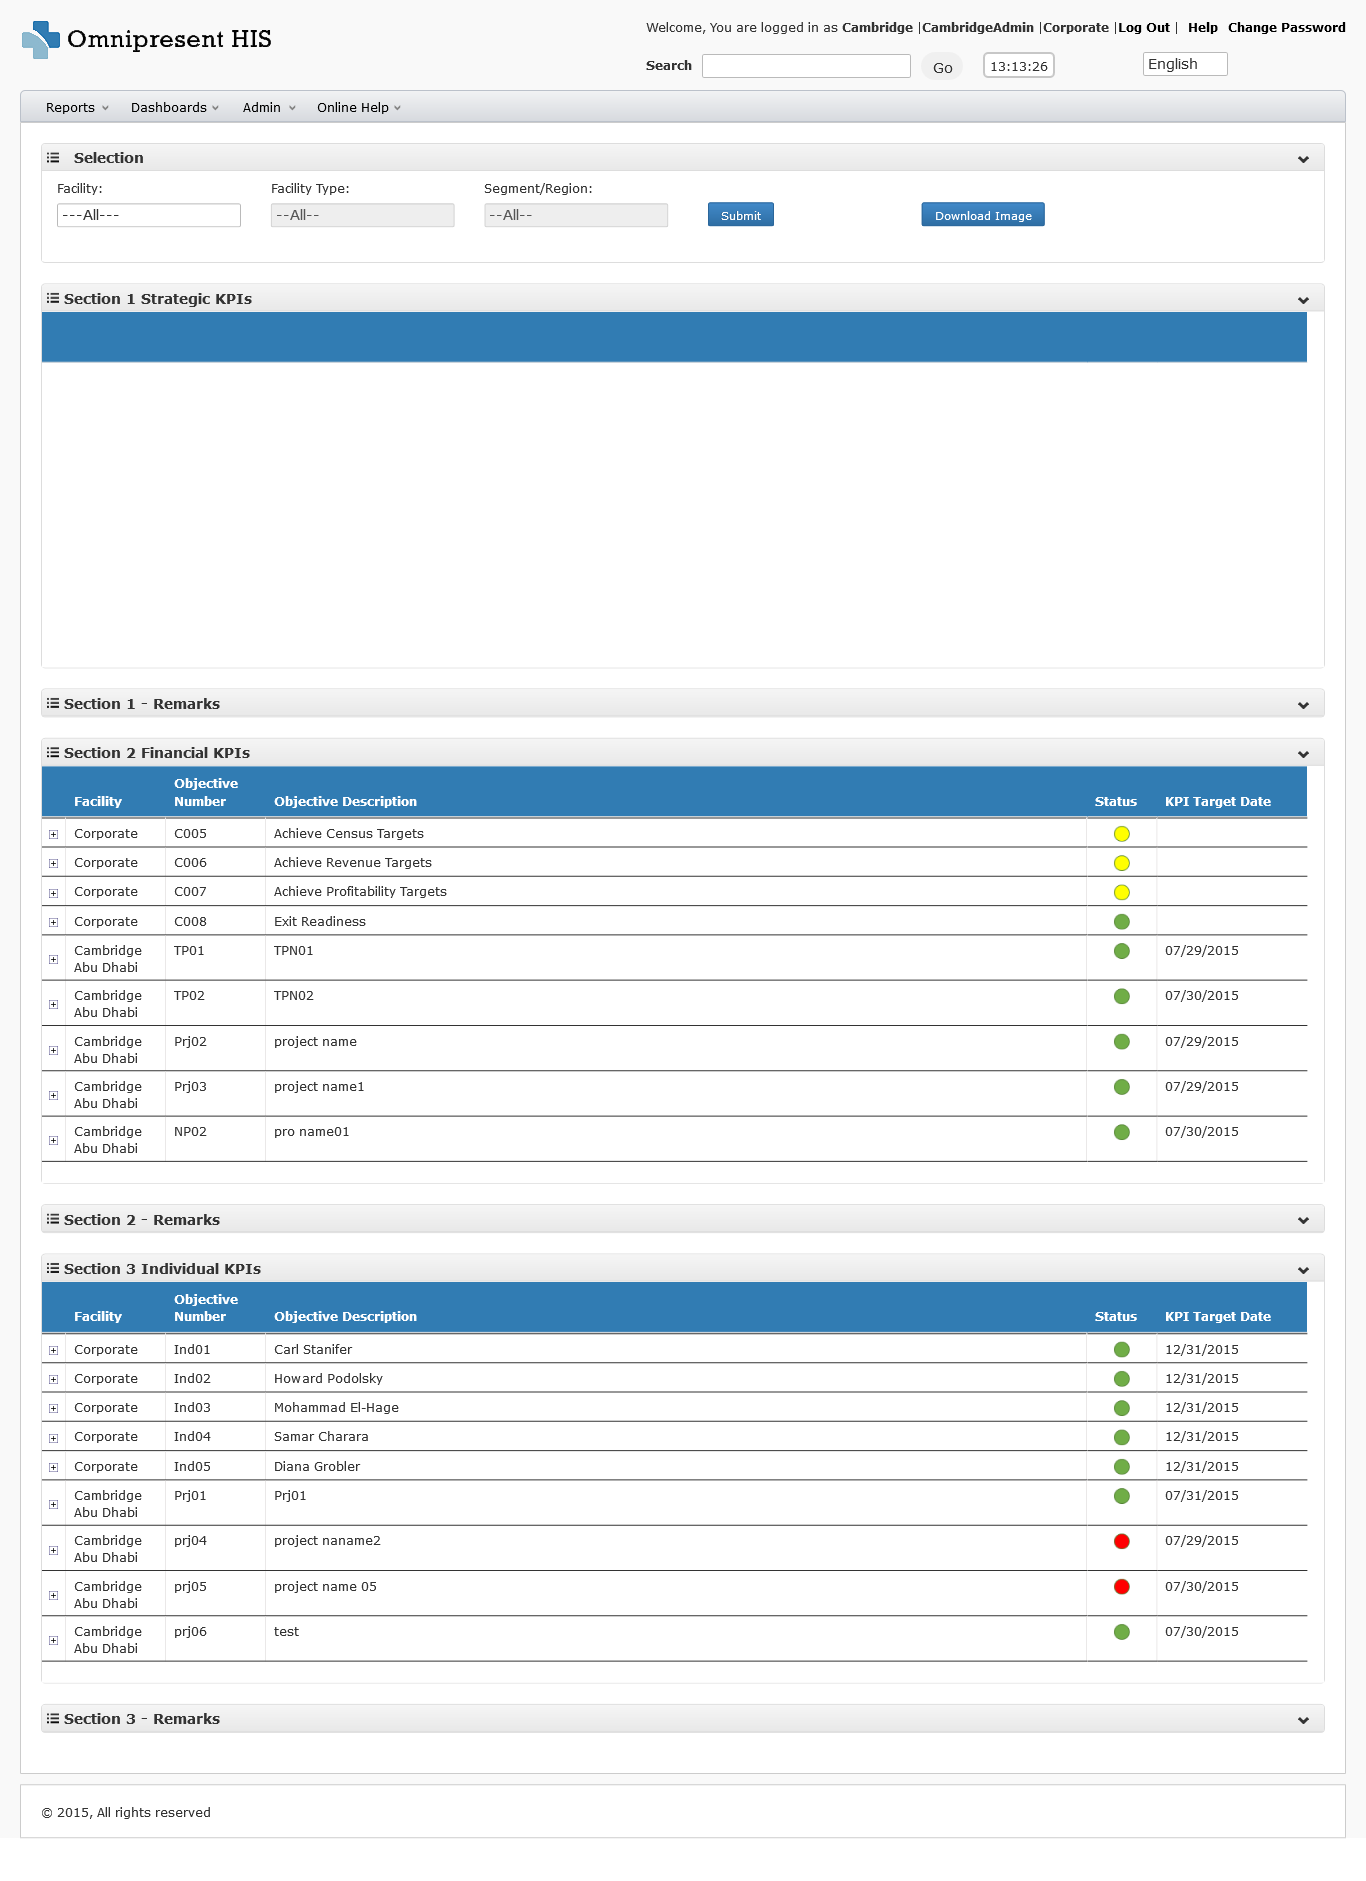 Omnipresent HIS
Welcome, You are logged in as Cambridge |CambridgeAdmin |Corporate |Log Out | Help Change Password
Search Go 13:13:26 English
Reports Dashboards Admin Online Help
Selection
Facility: Facility Type: Segment/Region:
---All--- --All-- --All-- Submit Download Image
Section 1 Strategic KPIs
Section 1 - Remarks
Section 2 Financial KPIs
Facility Objective Number Objective Description Status KPI Target Date
Corporate C005 Achieve Census Targets
Corporate C006 Achieve Revenue Targets
Corporate C007 Achieve Profitability Targets
Corporate C008 Exit Readiness
Cambridge TP01 TPN01 07/29/2015
Abu Dhabi
Cambridge TP02 TPN02 07/30/2015
Abu Dhabi
Cambridge Prj02 project name 07/29/2015
Abu Dhabi
Cambridge Prj03 project name1 07/29/2015
Abu Dhabi
Cambridge NP02 pro name01 07/30/2015
Abu Dhabi
Section 2 - Remarks
Section 3 Individual KPIs
Facility Objective Number Objective Description Status KPI Target Date
Corporate Ind01 Carl Stanifer 12/31/2015
Corporate Ind02 Howard Podolsky 12/31/2015
Corporate Ind03 Mohammad El-Hage 12/31/2015
Corporate Ind04 Samar Charara 12/31/2015
Corporate Ind05 Diana Grobler 12/31/2015
Cambridge Prj01 Prj01 07/31/2015
Abu Dhabi
Cambridge prj04 project naname2 07/29/2015
Abu Dhabi
Cambridge prj05 project name 05 07/30/2015
Abu Dhabi
Cambridge prj06 test 07/30/2015
Abu Dhabi
Section 3 - Remarks
© 2015, All rights reserved